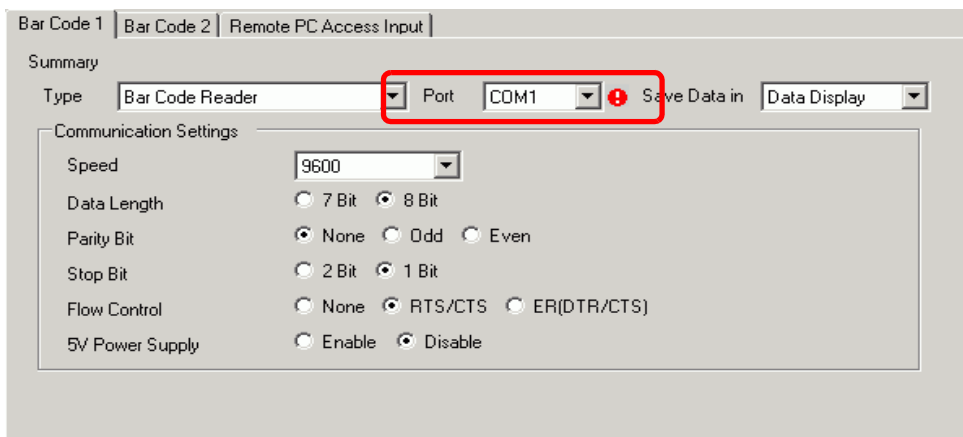 Bar Code 1 Bar Code 2 Remote PC Access Input
Summary
Type Bar Code Reader Port COM1 Save Data in Data Display
Communication Settings
Speed 9600
Data Length 7 Bit 8 Bit
Parity Bit None Odd Even
Stop Bit 2 Bit 1 Bit
Flow Control None RTS/CTS ER(DTR/CTS)
5V Power Supply Enable Disable